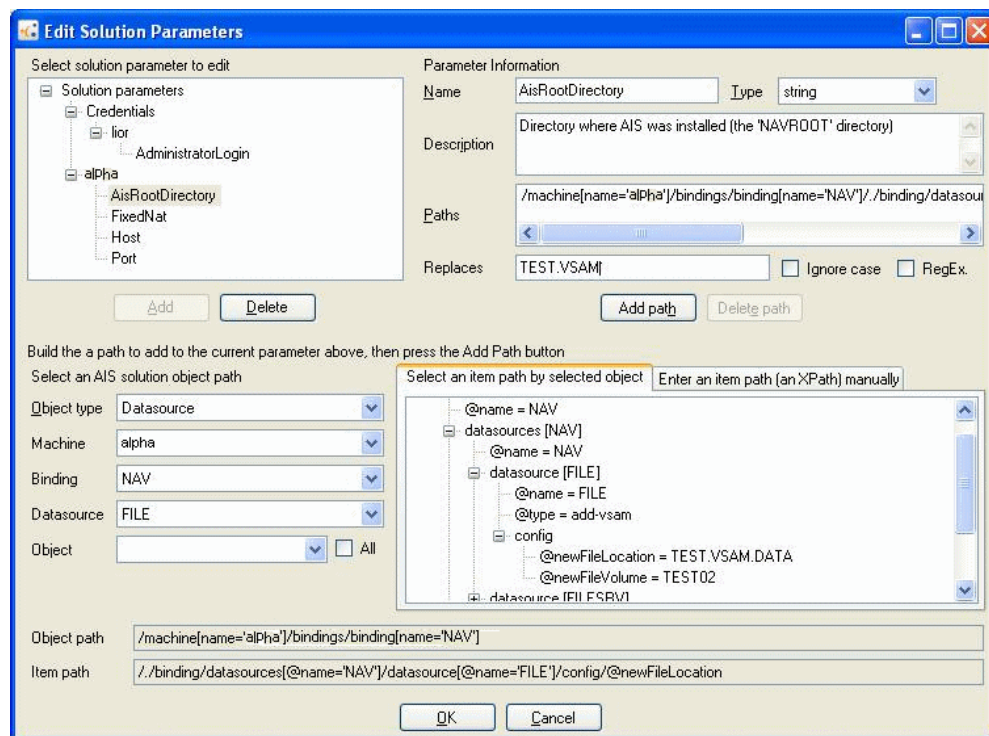 Edit Solution Parameters
Select solution parameter to edit
Solution parameters
Credentials
lior
AdministratorLogin
alPha
AisRootDirectory
FixedNat
Host
Port
Add
Delete
Parameter Information
Name
AisRootDirectory
Type
string
Description
Directory where AIS was installed (the 'NAVROOT' directory)
Paths
/machine[name='alPha']/bindings/binding[name='NAV']/./binding/datasour
Replaces
TEST.VSAM
Ignore case
RegEx.
Add path
Delete path
Build the a path to add to the current parameter above, then press the Add Path button
Select an AIS solution object path
Object type
Datasource
Machine
alpha
Binding
NAV
Datasource
FILE
Object
All
Select an item path by selected object
Enter an item path (an XPath) manually
@name = NAV
datasources [NAV]
@name = NAV
datasource [FILE]
@name = FILE
@type = add-vsam
config
@newFileLocation = TEST.VSAM.DATA
@newFileVolume = TEST02
datasource [FILESRV]
Object path
/machine[name='alPha']/bindings/binding[name='NAV']
Item path
/./binding/datasources[@name='NAV']/datasource[@name='FILE']/config/@newFileLocation
OK
Cancel